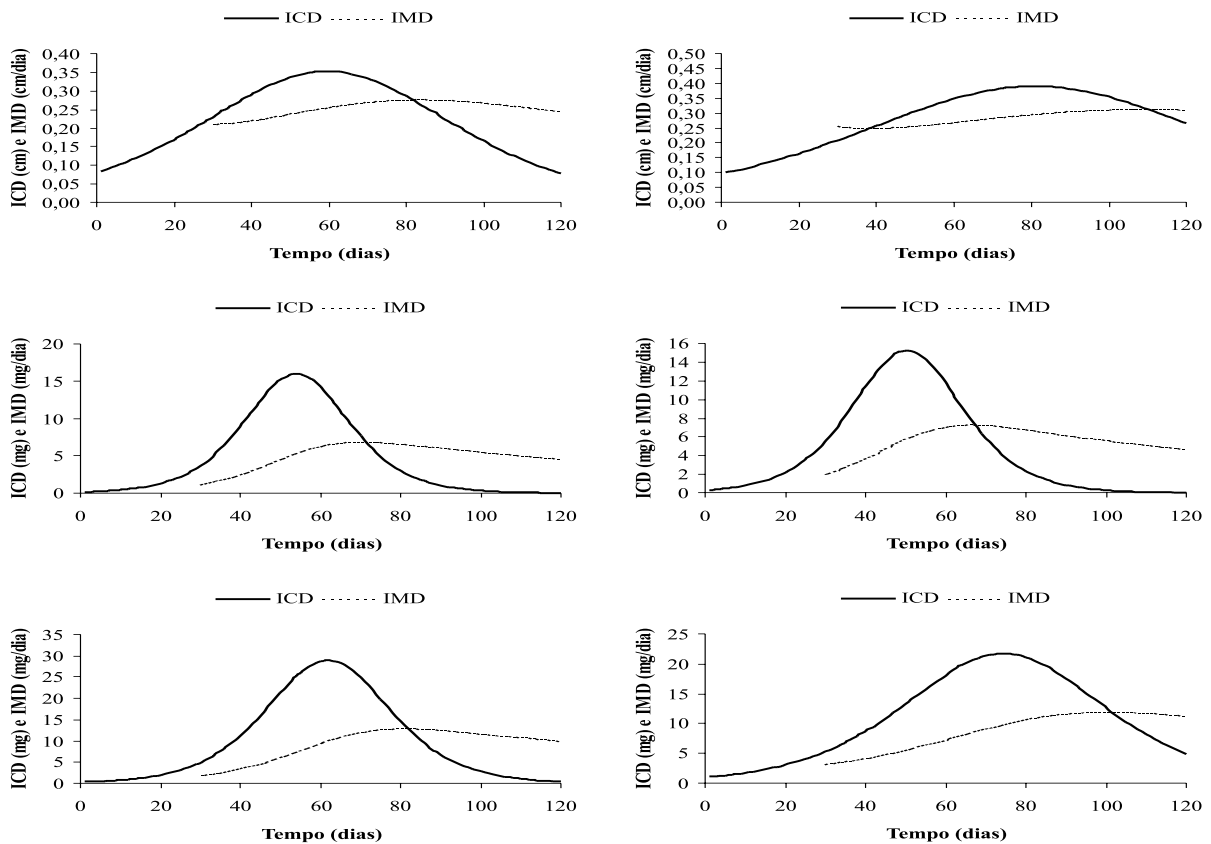 ICD IMD
ICD (cm) e IMD (cm/dia)
0,40
0,35
0,30
0,25
0,20
0,15
0,10
0,05
0,00
0 20 40 60 80 100 120
Tempo (dias)
ICD IMD
ICD (cm) e IMD (cm/dia)
0,50
0,45
0,40
0,35
0,30
0,25
0,20
0,15
0,10
0,05
0,00
0 20 40 60 80 100 120
Tempo (dias)
ICD IMD
ICD (mg) e IMD (mg/dia)
20
15
10
5
0
0 20 40 60 80 100 120
Tempo (dias)
ICD IMD
ICD (mg) e IMD (mg/dia)
16
14
12
10
8
6
4
2
0
0 20 40 60 80 100 120
Tempo (dias)
ICD IMD
ICD (mg) e IMD (mg/dia)
35
30
25
20
15
10
5
0
0 20 40 60 80 100 120
Tempo (dias)
ICD IMD
ICD (mg) e IMD (mg/dia)
25
20
15
10
5
0
0 20 40 60 80 100 120
Tempo (dias)